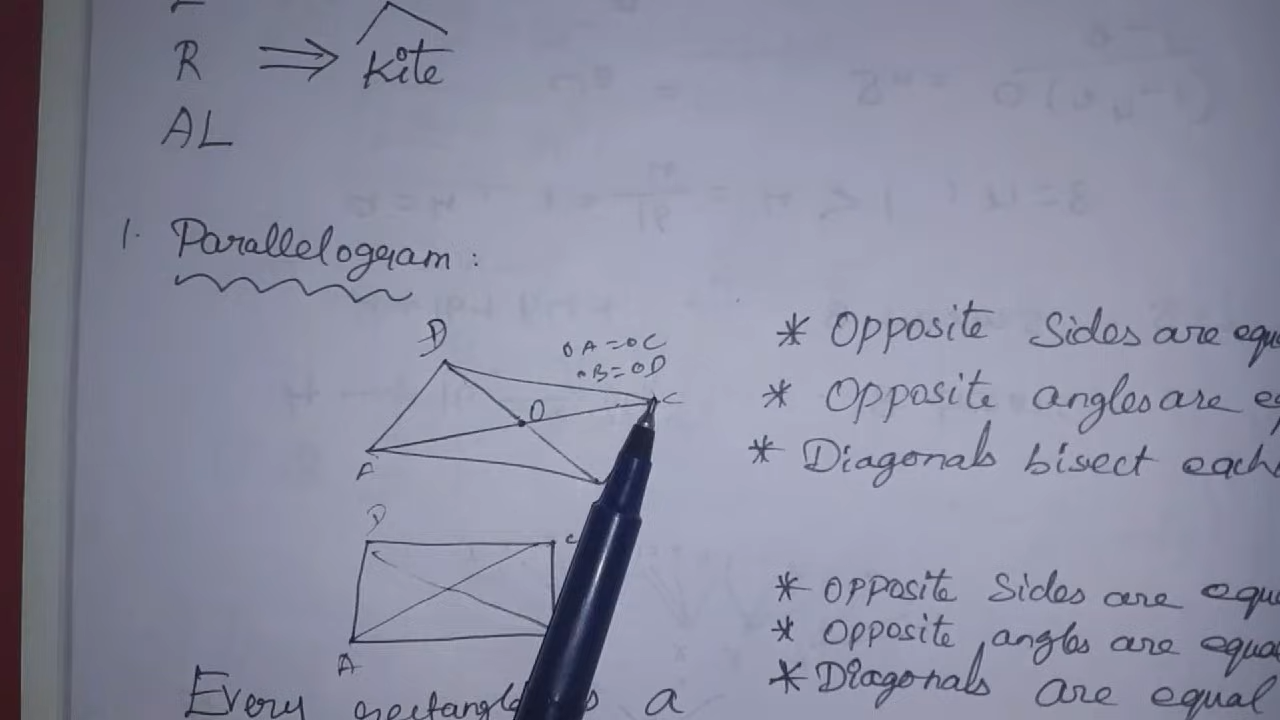 R ⟹ Kite
AL
1. Parallelogram :
D
OA = OC
OB = OD
O
C
A
* Opposite Sides are equ
* Opposite angles are e
* Diagonals bisect each
D
C
A
* Opposite Sides are equ
* Opposite angles are equa
* Diagonals are equal
Every a